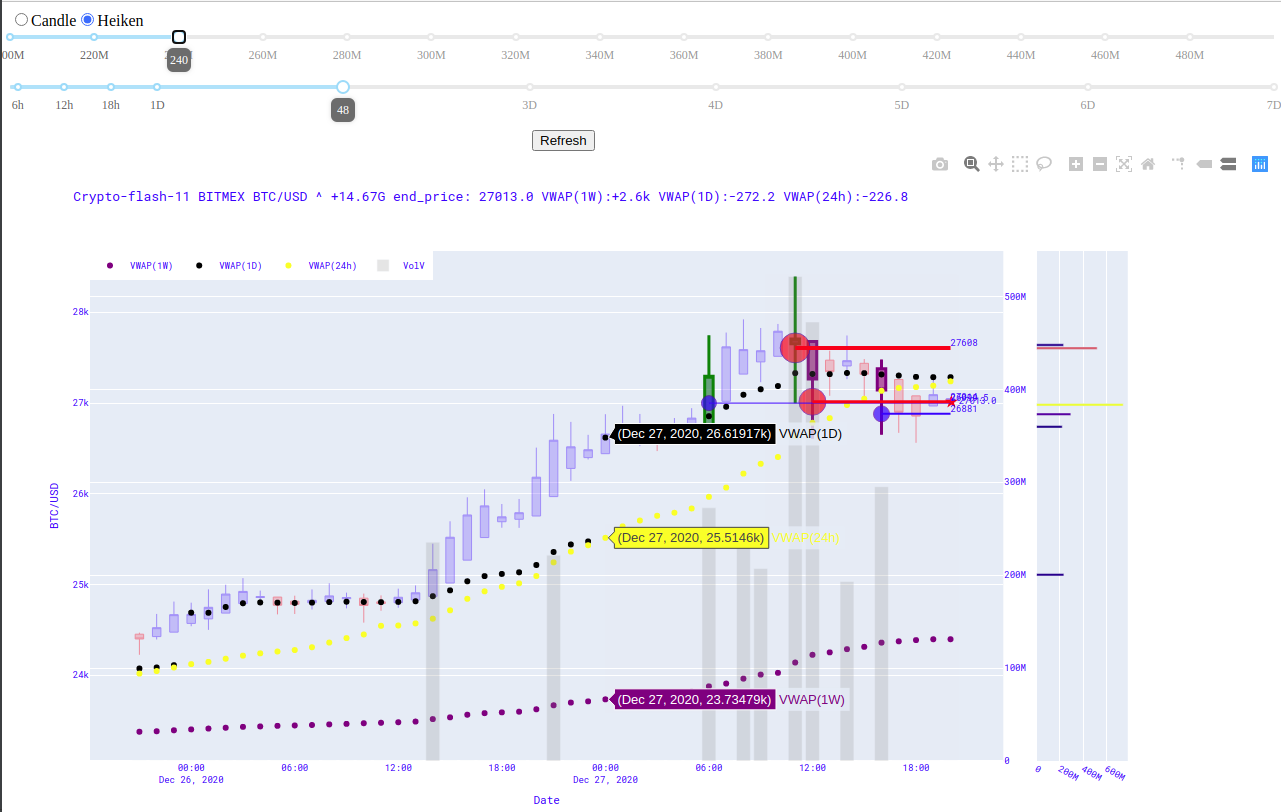 Candle Heiken
00M 220M 260M 280M 300M 320M 340M 360M 380M 400M 420M 440M 460M 480M
240
6h 12h 18h 1D 3D 4D 5D 6D 7D
48
Refresh
Crypto-flash-11 BITMEX BTC/USD ^ +14.67G end_price: 27013.0 VWAP(1W):+2.6k VWAP(1D):-272.2 VWAP(24h):-226.8
VWAP(1W) VWAP(1D) VWAP(24h) VolV
28k
27k
26k
25k
24k
BTC/USD
27608
27013.0
26881
(Dec 27, 2020, 26.61917k) VWAP(1D)
(Dec 27, 2020, 25.5146k) VWAP(24h)
(Dec 27, 2020, 23.73479k) VWAP(1W)
500M
400M
300M
200M
100M
0
00:00 06:00 12:00 18:00 00:00 06:00 12:00 18:00
Dec 26, 2020 Dec 27, 2020
Date
0 200M 400M 600M